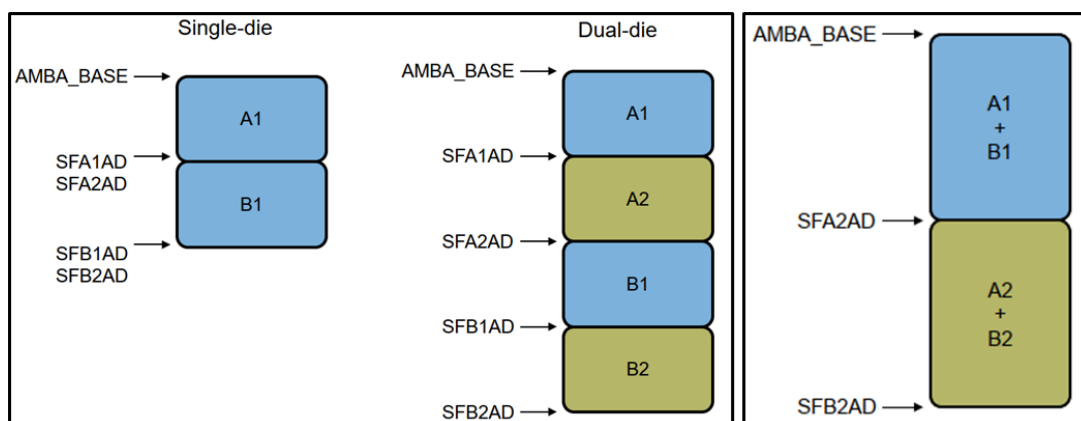 Single-die
AMBA_BASE
A1
SFA1AD
SFA2AD
B1
SFB1AD
SFB2AD
Dual-die
AMBA_BASE
A1
SFA1AD
A2
SFA2AD
B1
SFB1AD
B2
SFB2AD
AMBA_BASE
A1
+
B1
SFA2AD
A2
+
B2
SFB2AD